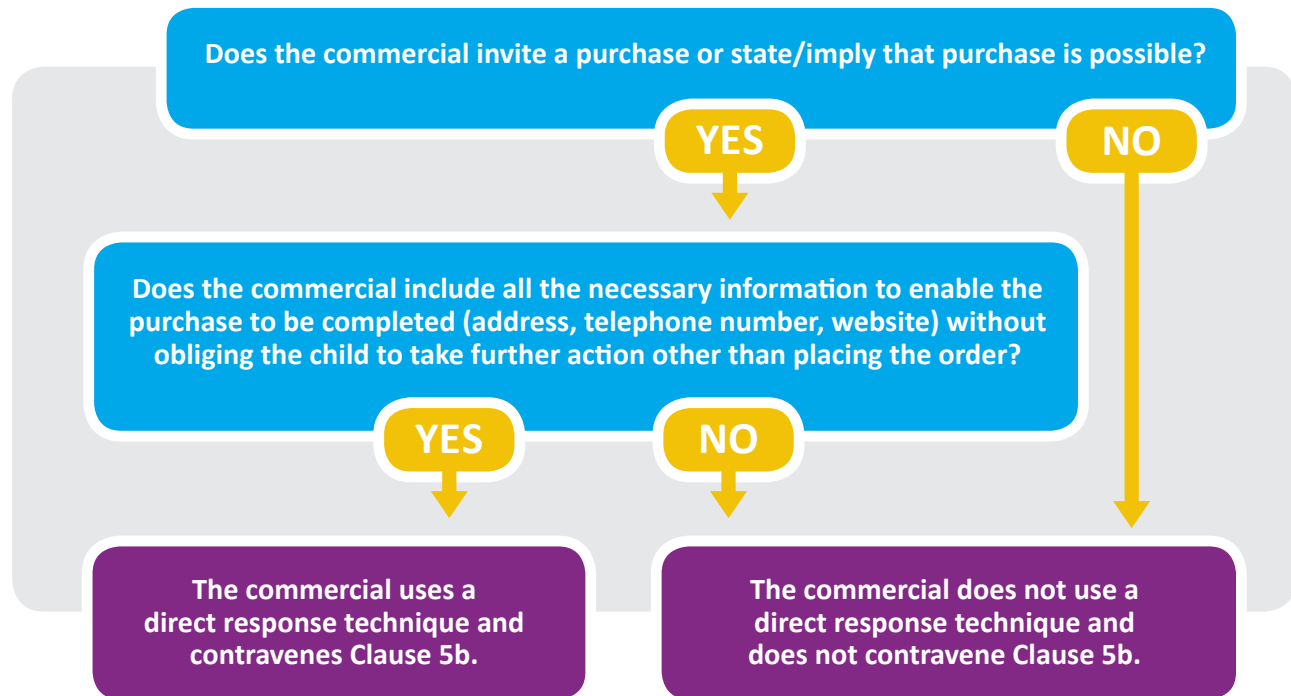 Does the commercial invite a purchase or state/imply that purchase is possible?
YES
NO
Does the commercial include all the necessary information to enable the
purchase to be completed (address, telephone number, website) without
obliging the child to take further action other than placing the order?
YES
NO
The commercial uses a
direct response technique and
contravenes Clause 5b.
The commercial does not use a
direct response technique and
does not contravene Clause 5b.